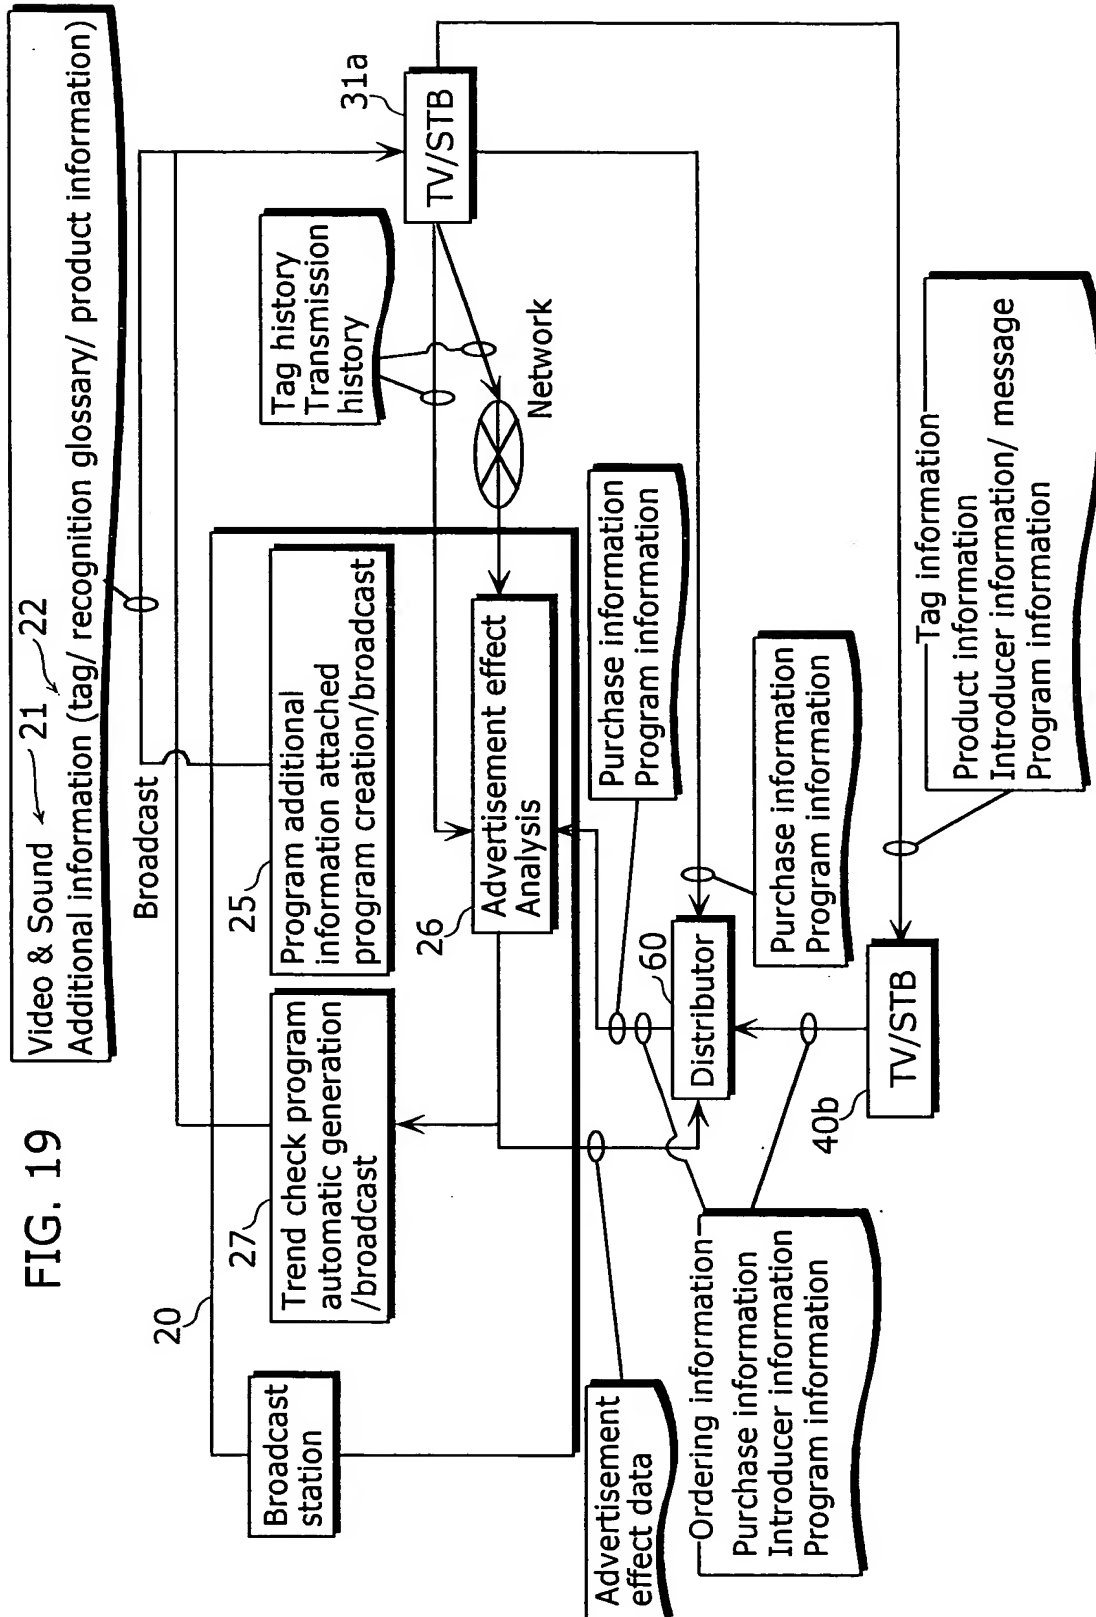 FIG. 19
Video & Sound 21
Additional information (tag/ recognition glossary/ product information) 22
Broadcast station
20
27
Trend check program
automatic generation
/broadcast
25
Program additional
information attached
program creation/broadcast
Broadcast
26
Advertisement effect
Analysis
Tag history
Transmission
history
Network
31a
TV/STB
Advertisement
effect data
Purchase information
Program information
60
Distributor
Purchase information
Program information
Ordering information
Purchase information
Introducer information
Program information
40b
TV/STB
Tag information
Product information
Introducer information/ message
Program information